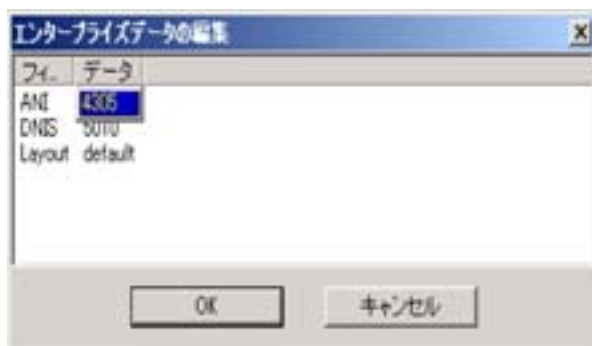 エンタープライズデータの編集
フィ... データ
ANI 4305
DNIS 5010
Layout default
OK キャンセル